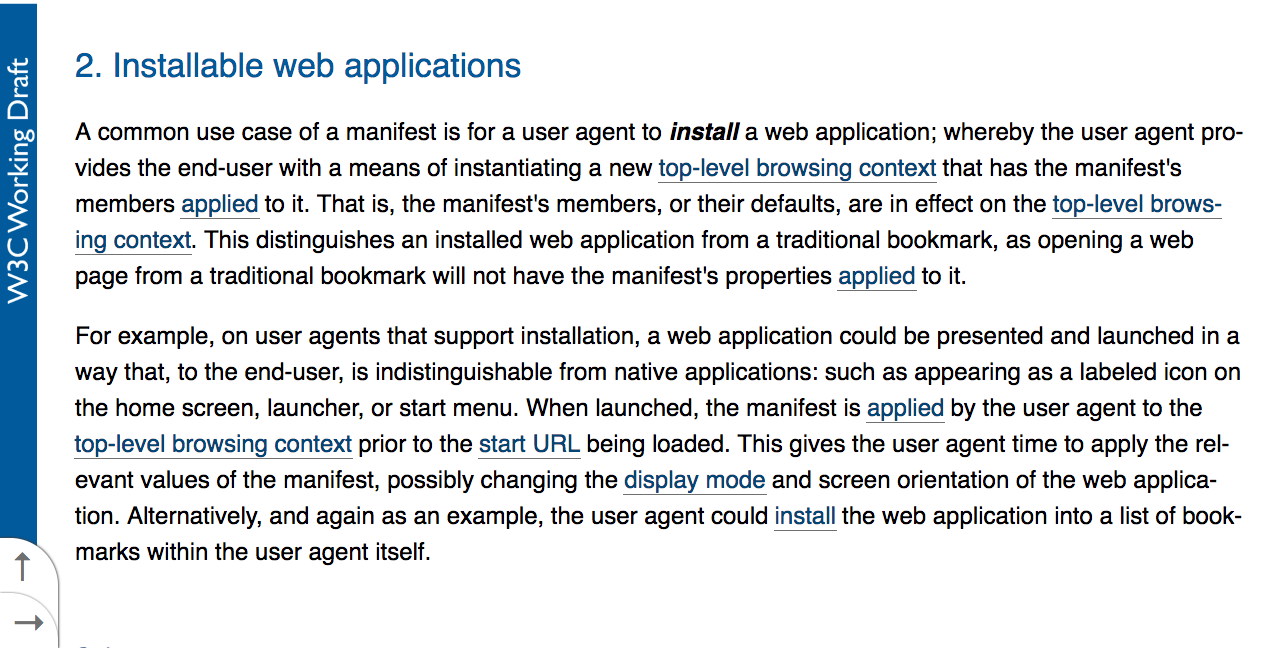 W3C Working Draft
2. Installable web applications
A common use case of a manifest is for a user agent to install a web application; whereby the user agent pro-
vides the end-user with a means of instantiating a new top-level browsing context that has the manifest's
members applied to it. That is, the manifest's members, or their defaults, are in effect on the top-level brows-
ing context. This distinguishes an installed web application from a traditional bookmark, as opening a web
page from a traditional bookmark will not have the manifest's properties applied to it.
For example, on user agents that support installation, a web application could be presented and launched in a
way that, to the end-user, is indistinguishable from native applications: such as appearing as a labeled icon on
the home screen, launcher, or start menu. When launched, the manifest is applied by the user agent to the
top-level browsing context prior to the start URL being loaded. This gives the user agent time to apply the rel-
evant values of the manifest, possibly changing the display mode and screen orientation of the web applica-
tion. Alternatively, and again as an example, the user agent could install the web application into a list of book-
marks within the user agent itself.